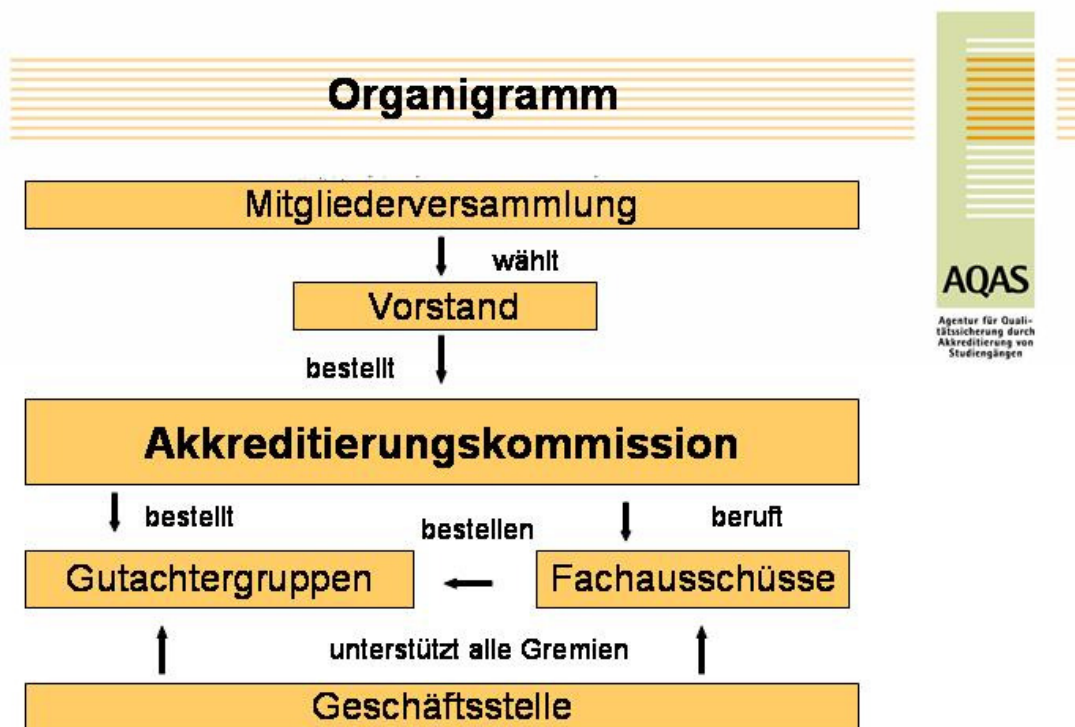 Organigramm
Mitgliederversammlung
wählt
Vorstand
bestellt
Akkreditierungskommission
bestellt
bestellen
beruft
Gutachtergruppen
Fachausschüsse
unterstützt alle Gremien
Geschäftsstelle
AQAS
Agentur für Quali-
tätssicherung durch
Akkreditierung von
Studiengängen